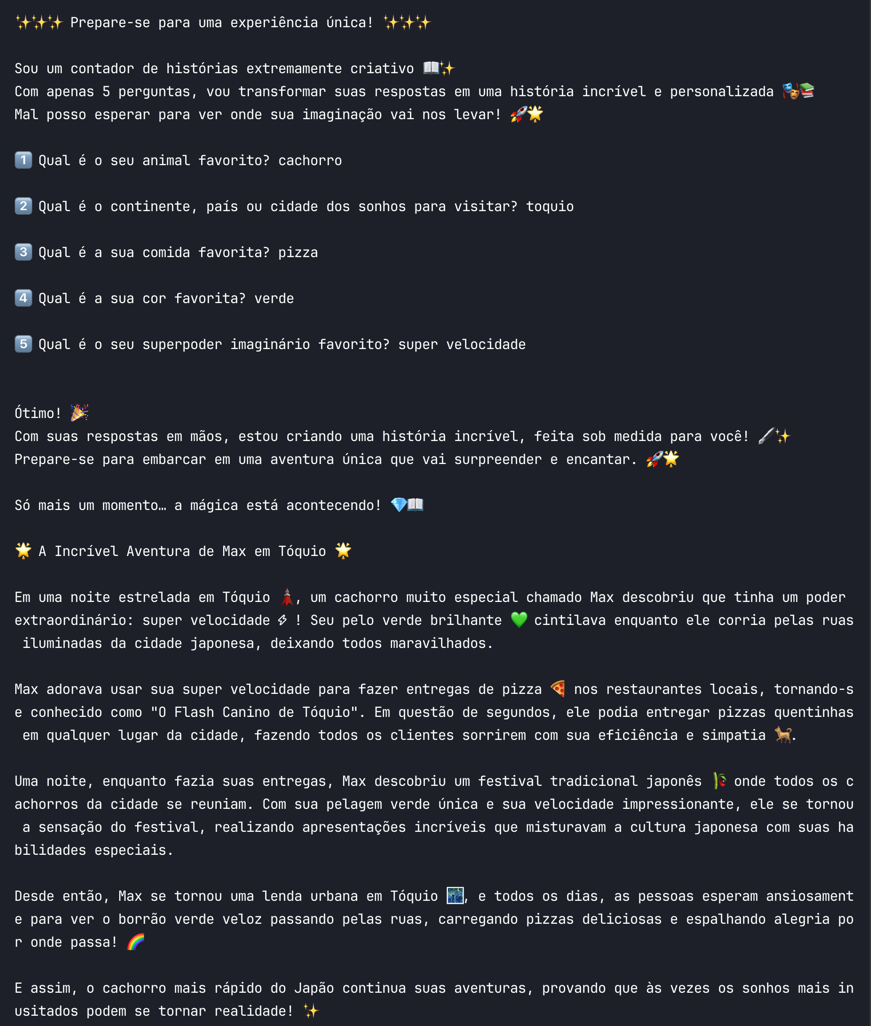 ✨✨✨ Prepare-se para uma experiência única! ✨✨✨
Sou um contador de histórias extremamente criativo 📖✨
Com apenas 5 perguntas, vou transformar suas respostas em uma história incrível e personalizada 🎭📚
Mal posso esperar para ver onde sua imaginação vai nos levar! 🚀🌟
1️⃣ Qual é o seu animal favorito? cachorro
2️⃣ Qual é o continente, país ou cidade dos sonhos para visitar? toquio
3️⃣ Qual é a sua comida favorita? pizza
4️⃣ Qual é a sua cor favorita? verde
5️⃣ Qual é o seu superpoder imaginário favorito? super velocidade
Ótimo! 🎉
Com suas respostas em mãos, estou criando uma história incrível, feita sob medida para você! 🖌️✨
Prepare-se para embarcar em uma aventura única que vai surpreender e encantar. 🚀🌟
Só mais um momento… a mágica está acontecendo! 💎📖
🌟 A Incrível Aventura de Max em Tóquio 🌟
Em uma noite estrelada em Tóquio 🗼, um cachorro muito especial chamado Max descobriu que tinha um poder
extraordinário: super velocidade ⚡ ! Seu pelo verde brilhante 💚 cintilava enquanto ele corria pelas ruas
iluminadas da cidade japonesa, deixando todos maravilhados.
Max adorava usar sua super velocidade para fazer entregas de pizza 🍕 nos restaurantes locais, tornando-s
e conhecido como "O Flash Canino de Tóquio". Em questão de segundos, ele podia entregar pizzas quentinhas
em qualquer lugar da cidade, fazendo todos os clientes sorrirem com sua eficiência e simpatia 🐕.
Uma noite, enquanto fazia suas entregas, Max descobriu um festival tradicional japonês 🎋 onde todos os c
achorros da cidade se reuniam. Com sua pelagem verde única e sua velocidade impressionante, ele se tornou
a sensação do festival, realizando apresentações incríveis que misturavam a cultura japonesa com suas ha
bilidades especiais.
Desde então, Max se tornou uma lenda urbana em Tóquio 🌃, e todos os dias, as pessoas esperam ansiosament
e para ver o borrão verde veloz passando pelas ruas, carregando pizzas deliciosas e espalhando alegria po
r onde passa! 🌈
E assim, o cachorro mais rápido do Japão continua suas aventuras, provando que às vezes os sonhos mais in
usitados podem se tornar realidade! ✨